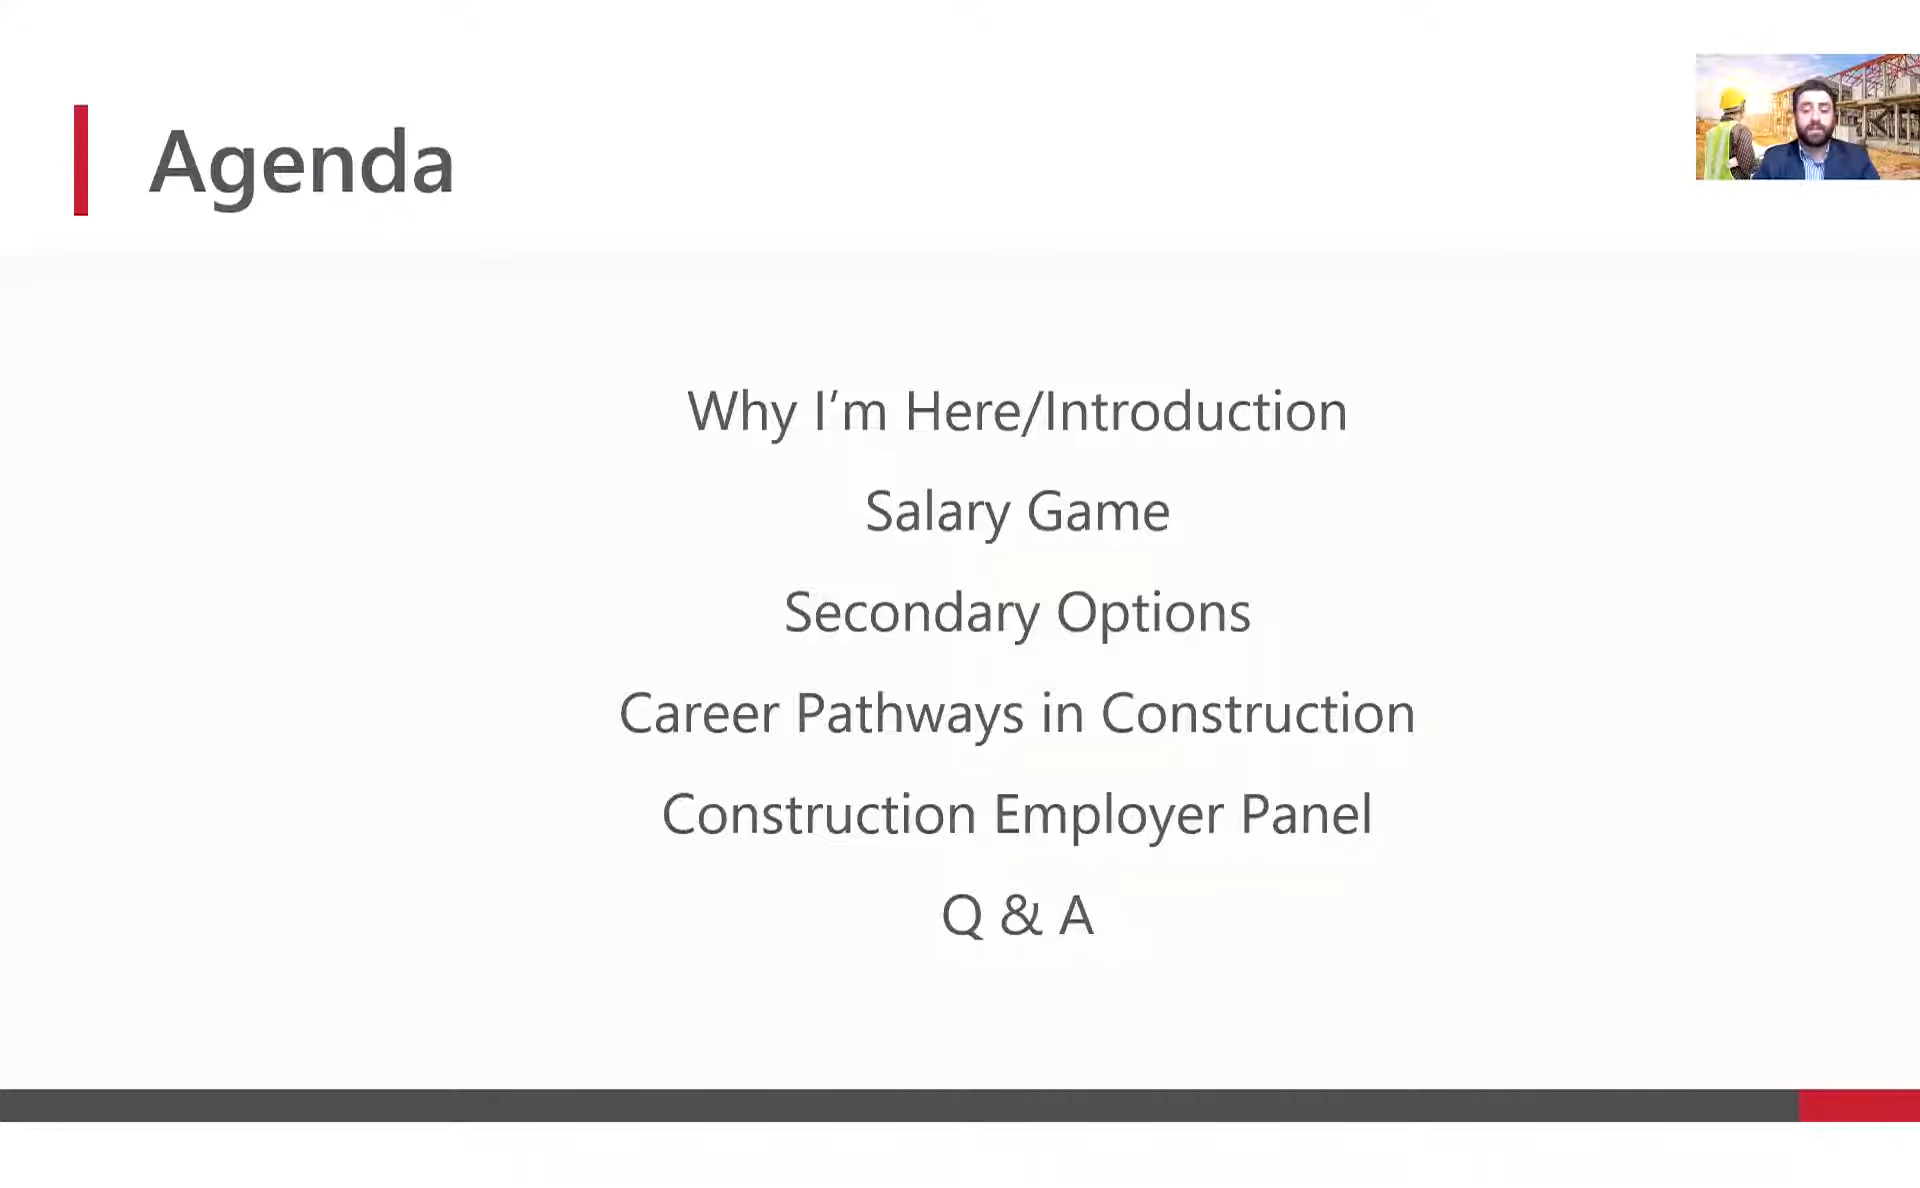 Agenda
Why I’m Here/Introduction
Salary Game
Secondary Options
Career Pathways in Construction
Construction Employer Panel
Q & A